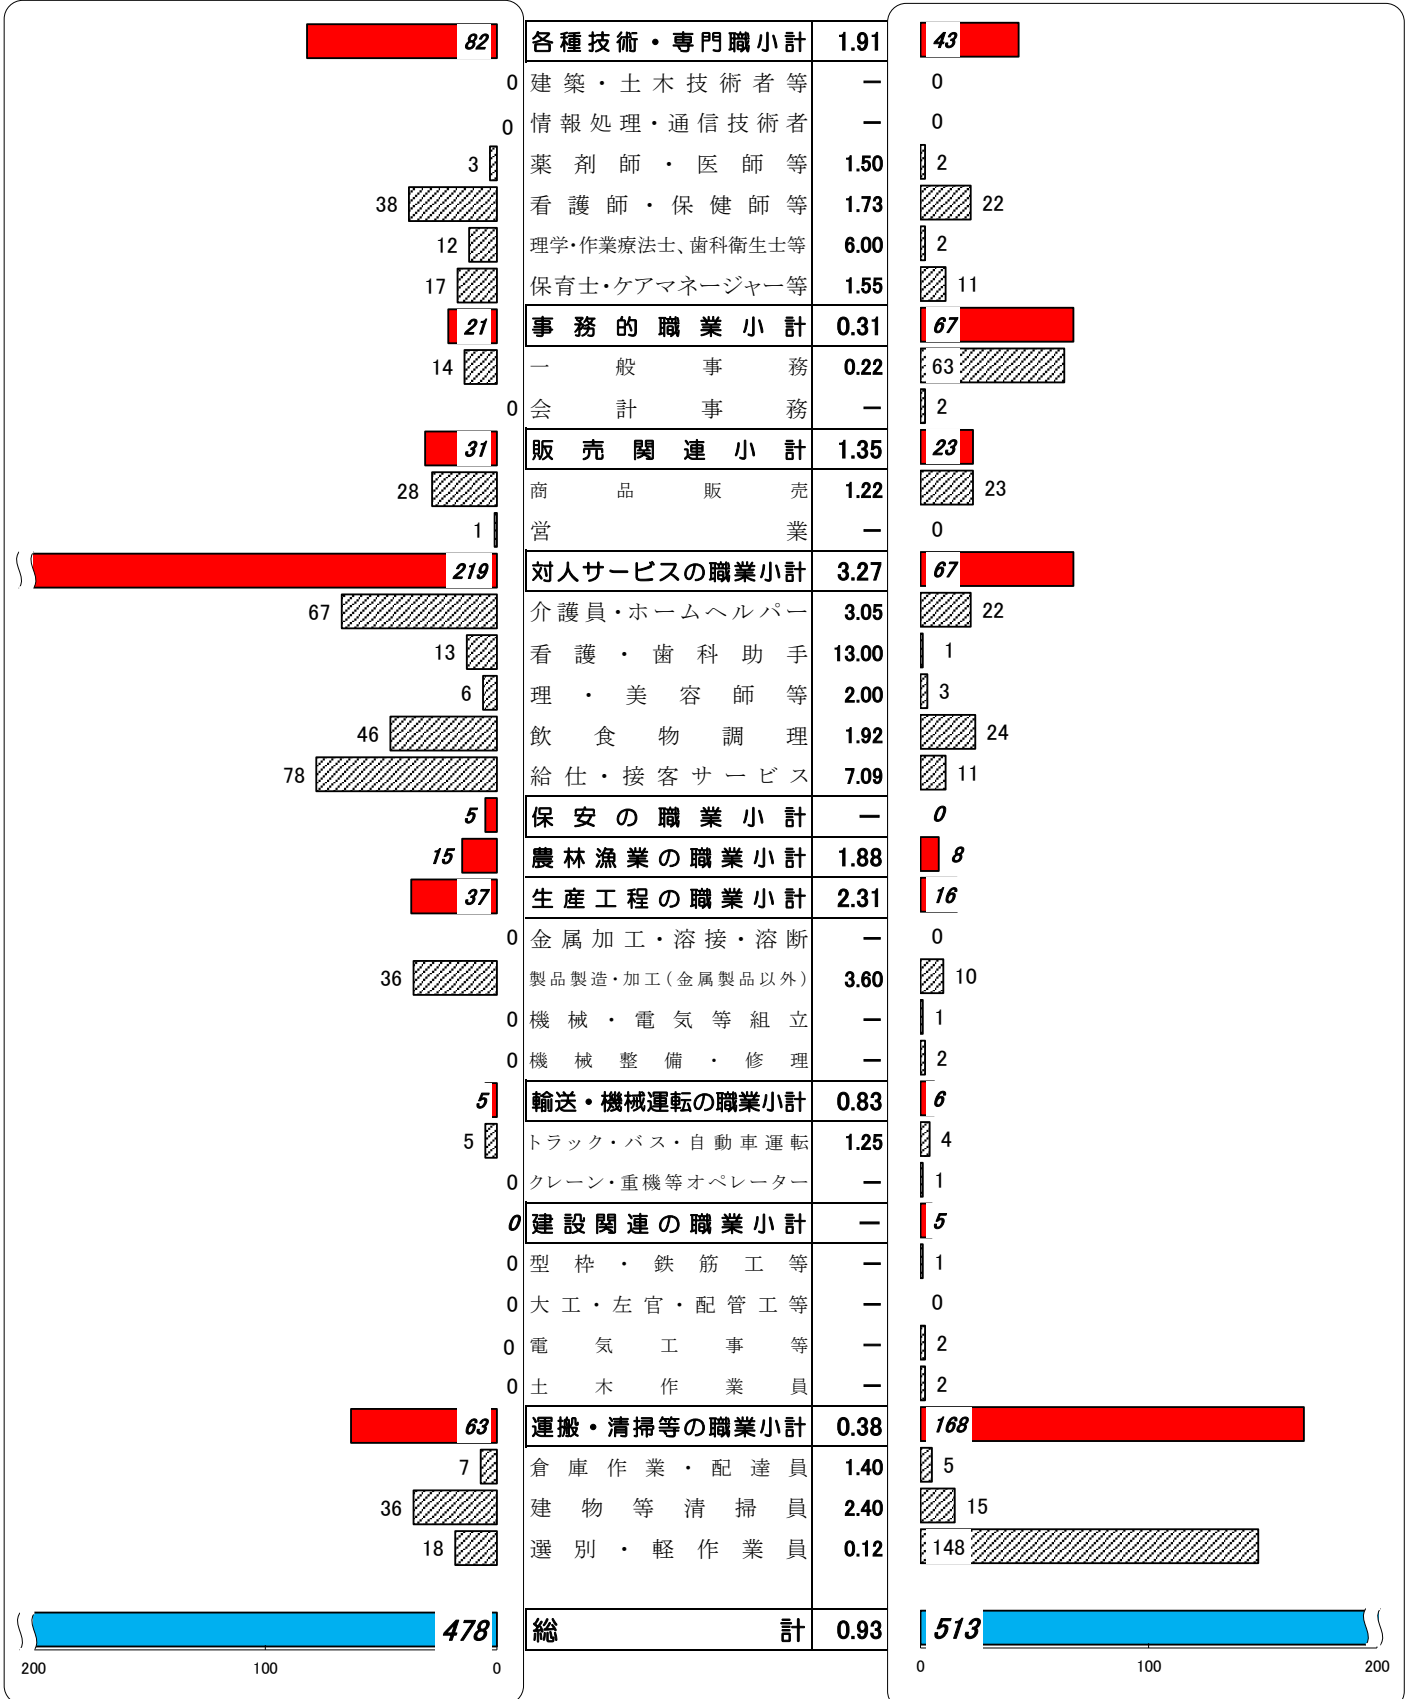 82 各種技術・専門職小計 1.91 43
0 建築・土木技術者等 － 0
0 情報処理・通信技術者 － 0
3 薬剤師・医師等 1.50 2
38 看護師・保健師等 1.73 22
12 理学・作業療法士、歯科衛生士等 6.00 2
17 保育士・ケアマネージャー等 1.55 11
21 事務的職業小計 0.31 67
14 一般事務 0.22 63
0 会計事務 － 2
31 販売関連小計 1.35 23
28 商品販売 1.22 23
1 営業 － 0
219 対人サービスの職業小計 3.27 67
67 介護員・ホームヘルパー 3.05 22
13 看護・歯科助手 13.00 1
6 理・美容師等 2.00 3
46 飲食物調理 1.92 24
78 給仕・接客サービス 7.09 11
5 保安の職業小計 － 0
15 農林漁業の職業小計 1.88 8
37 生産工程の職業小計 2.31 16
0 金属加工・溶接・溶断 － 0
36 製品製造・加工(金属製品以外) 3.60 10
0 機械・電気等組立 － 1
0 機械整備・修理 － 2
5 輸送・機械運転の職業小計 0.83 6
5 トラック・バス・自動車運転 1.25 4
0 クレーン・重機等オペレーター － 1
0 建設関連の職業小計 － 5
0 型枠・鉄筋工等 － 1
0 大工・左官・配管工等 － 0
0 電気工事等 － 2
0 土木作業員 － 2
63 運搬・清掃等の職業小計 0.38 168
7 倉庫作業・配達員 1.40 5
36 建物等清掃員 2.40 15
18 選別・軽作業員 0.12 148
478 総計 0.93 513
200 100 0 0 100 200